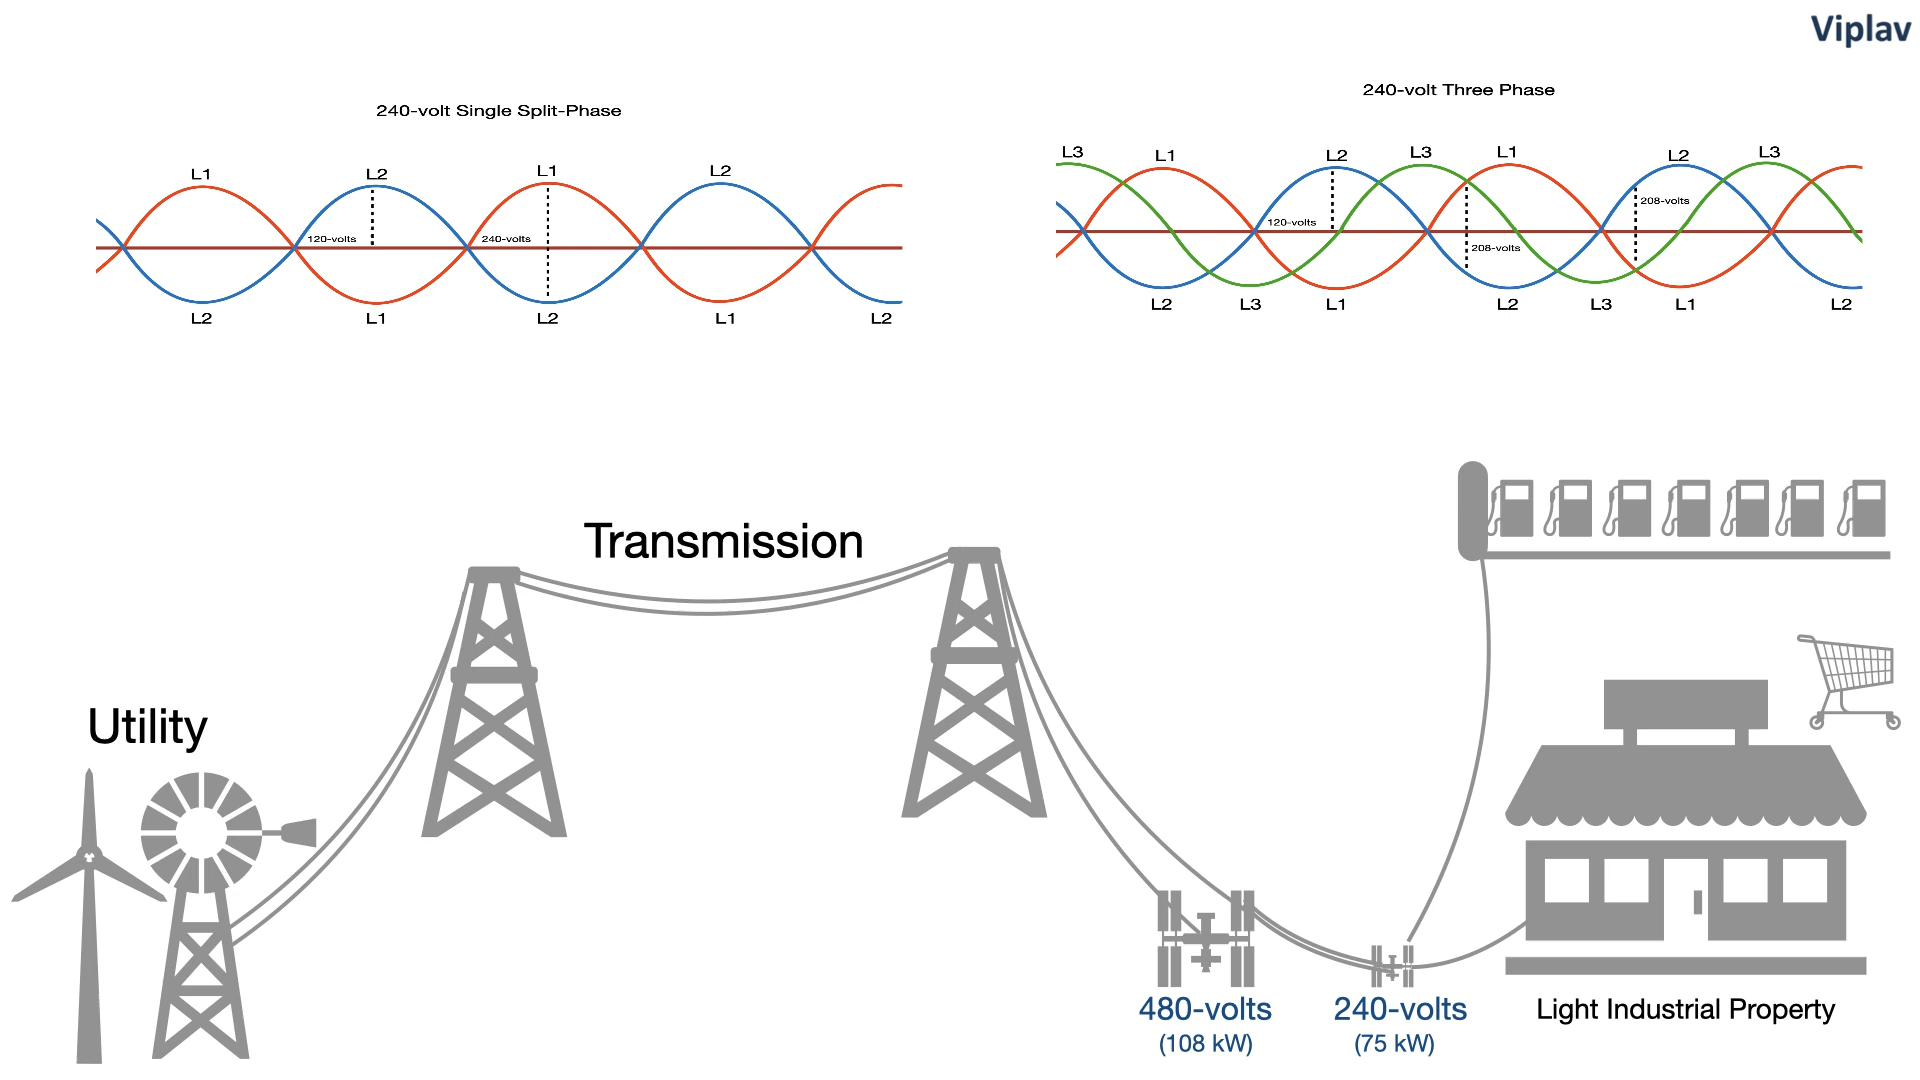 Viplav
240-volt Single Split-Phase
L1
L2
L1
L2
120-volts
240-volts
L2
L1
L2
L1
L2
240-volt Three Phase
L3
L1
L2
L3
L1
L2
L3
120-volts
208-volts
208-volts
L2
L3
L1
L2
L3
L1
L2
Transmission
Utility
480-volts
(108 kW)
240-volts
(75 kW)
Light Industrial Property